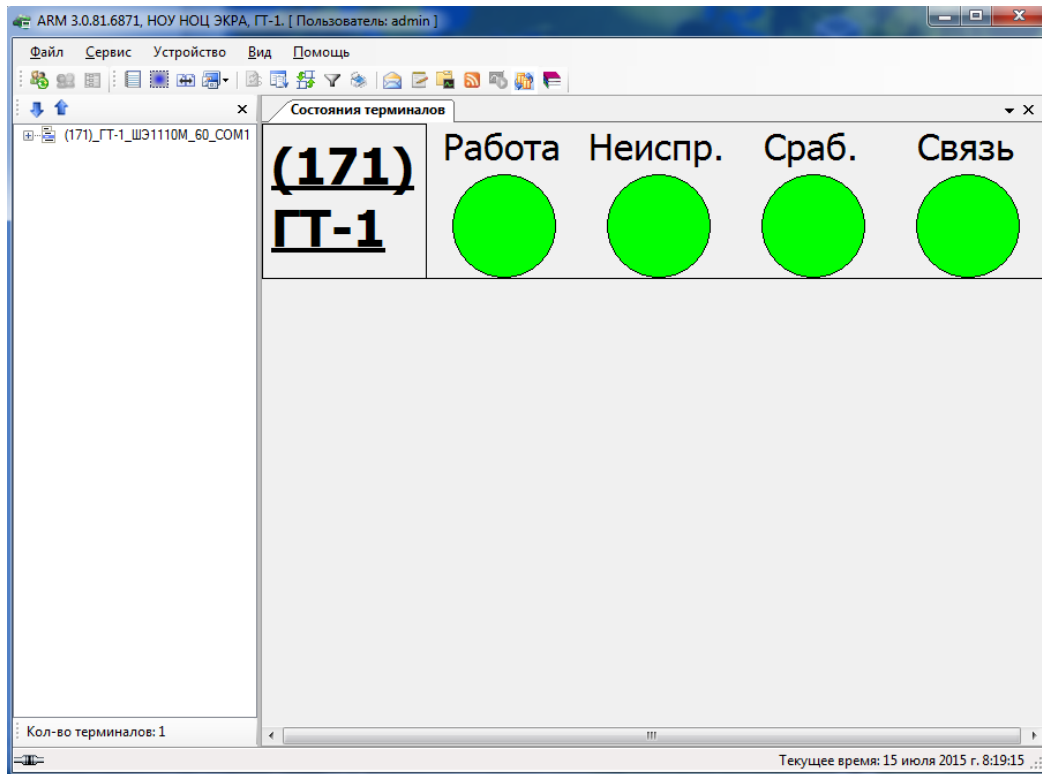 ARM 3.0.81.6871, НОУ НОЦ ЭКРА, ГТ-1. [ Пользователь: admin ]
Файл Сервис Устройство Вид Помощь
Состояния терминалов
(171)_ГТ-1_ШЭ1110М_60_COM1
(171)
ГТ-1
Работа Неиспр. Сраб. Связь
Кол-во терминалов: 1
Текущее время: 15 июля 2015 г. 8:19:15